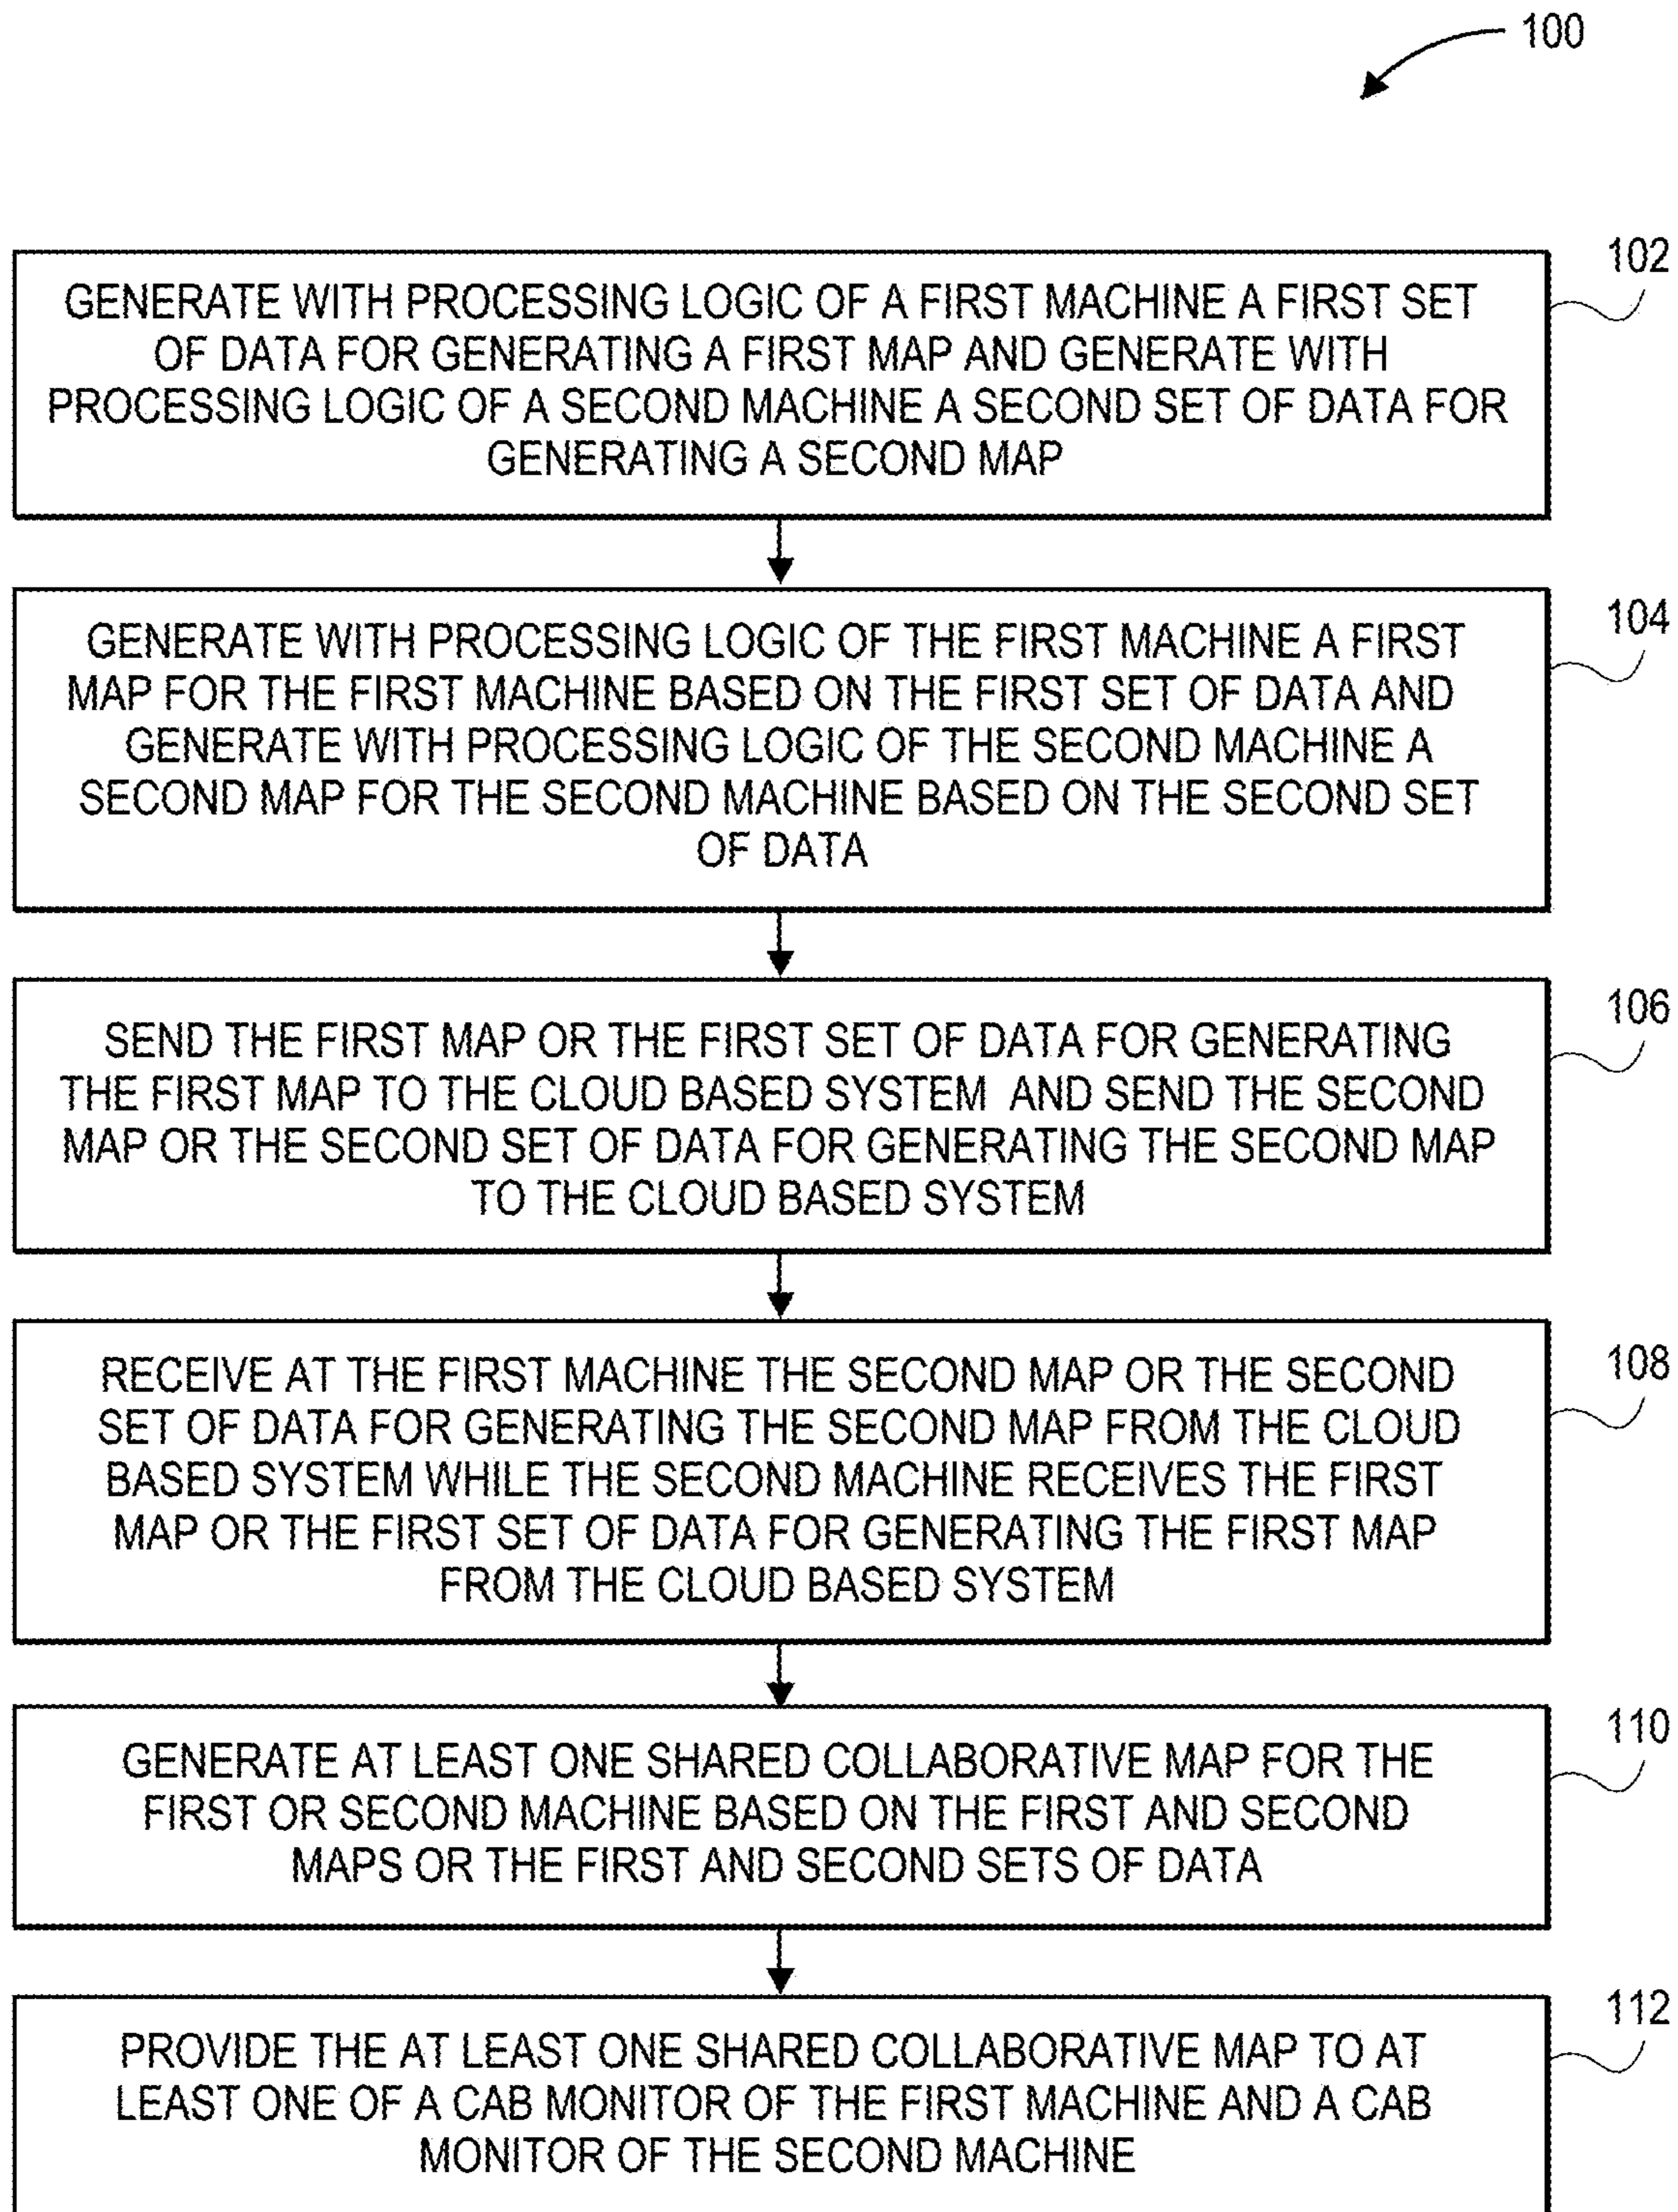 100
102
GENERATE WITH PROCESSING LOGIC OF A FIRST MACHINE A FIRST SET
OF DATA FOR GENERATING A FIRST MAP AND GENERATE WITH
PROCESSING LOGIC OF A SECOND MACHINE A SECOND SET OF DATA FOR
GENERATING A SECOND MAP
104
GENERATE WITH PROCESSING LOGIC OF THE FIRST MACHINE A FIRST
MAP FOR THE FIRST MACHINE BASED ON THE FIRST SET OF DATA AND
GENERATE WITH PROCESSING LOGIC OF THE SECOND MACHINE A
SECOND MAP FOR THE SECOND MACHINE BASED ON THE SECOND SET
OF DATA
106
SEND THE FIRST MAP OR THE FIRST SET OF DATA FOR GENERATING
THE FIRST MAP TO THE CLOUD BASED SYSTEM AND SEND THE SECOND
MAP OR THE SECOND SET OF DATA FOR GENERATING THE SECOND MAP
TO THE CLOUD BASED SYSTEM
108
RECEIVE AT THE FIRST MACHINE THE SECOND MAP OR THE SECOND
SET OF DATA FOR GENERATING THE SECOND MAP FROM THE CLOUD
BASED SYSTEM WHILE THE SECOND MACHINE RECEIVES THE FIRST
MAP OR THE FIRST SET OF DATA FOR GENERATING THE FIRST MAP
FROM THE CLOUD BASED SYSTEM
110
GENERATE AT LEAST ONE SHARED COLLABORATIVE MAP FOR THE
FIRST OR SECOND MACHINE BASED ON THE FIRST AND SECOND
MAPS OR THE FIRST AND SECOND SETS OF DATA
112
PROVIDE THE AT LEAST ONE SHARED COLLABORATIVE MAP TO AT
LEAST ONE OF A CAB MONITOR OF THE FIRST MACHINE AND A CAB
MONITOR OF THE SECOND MACHINE